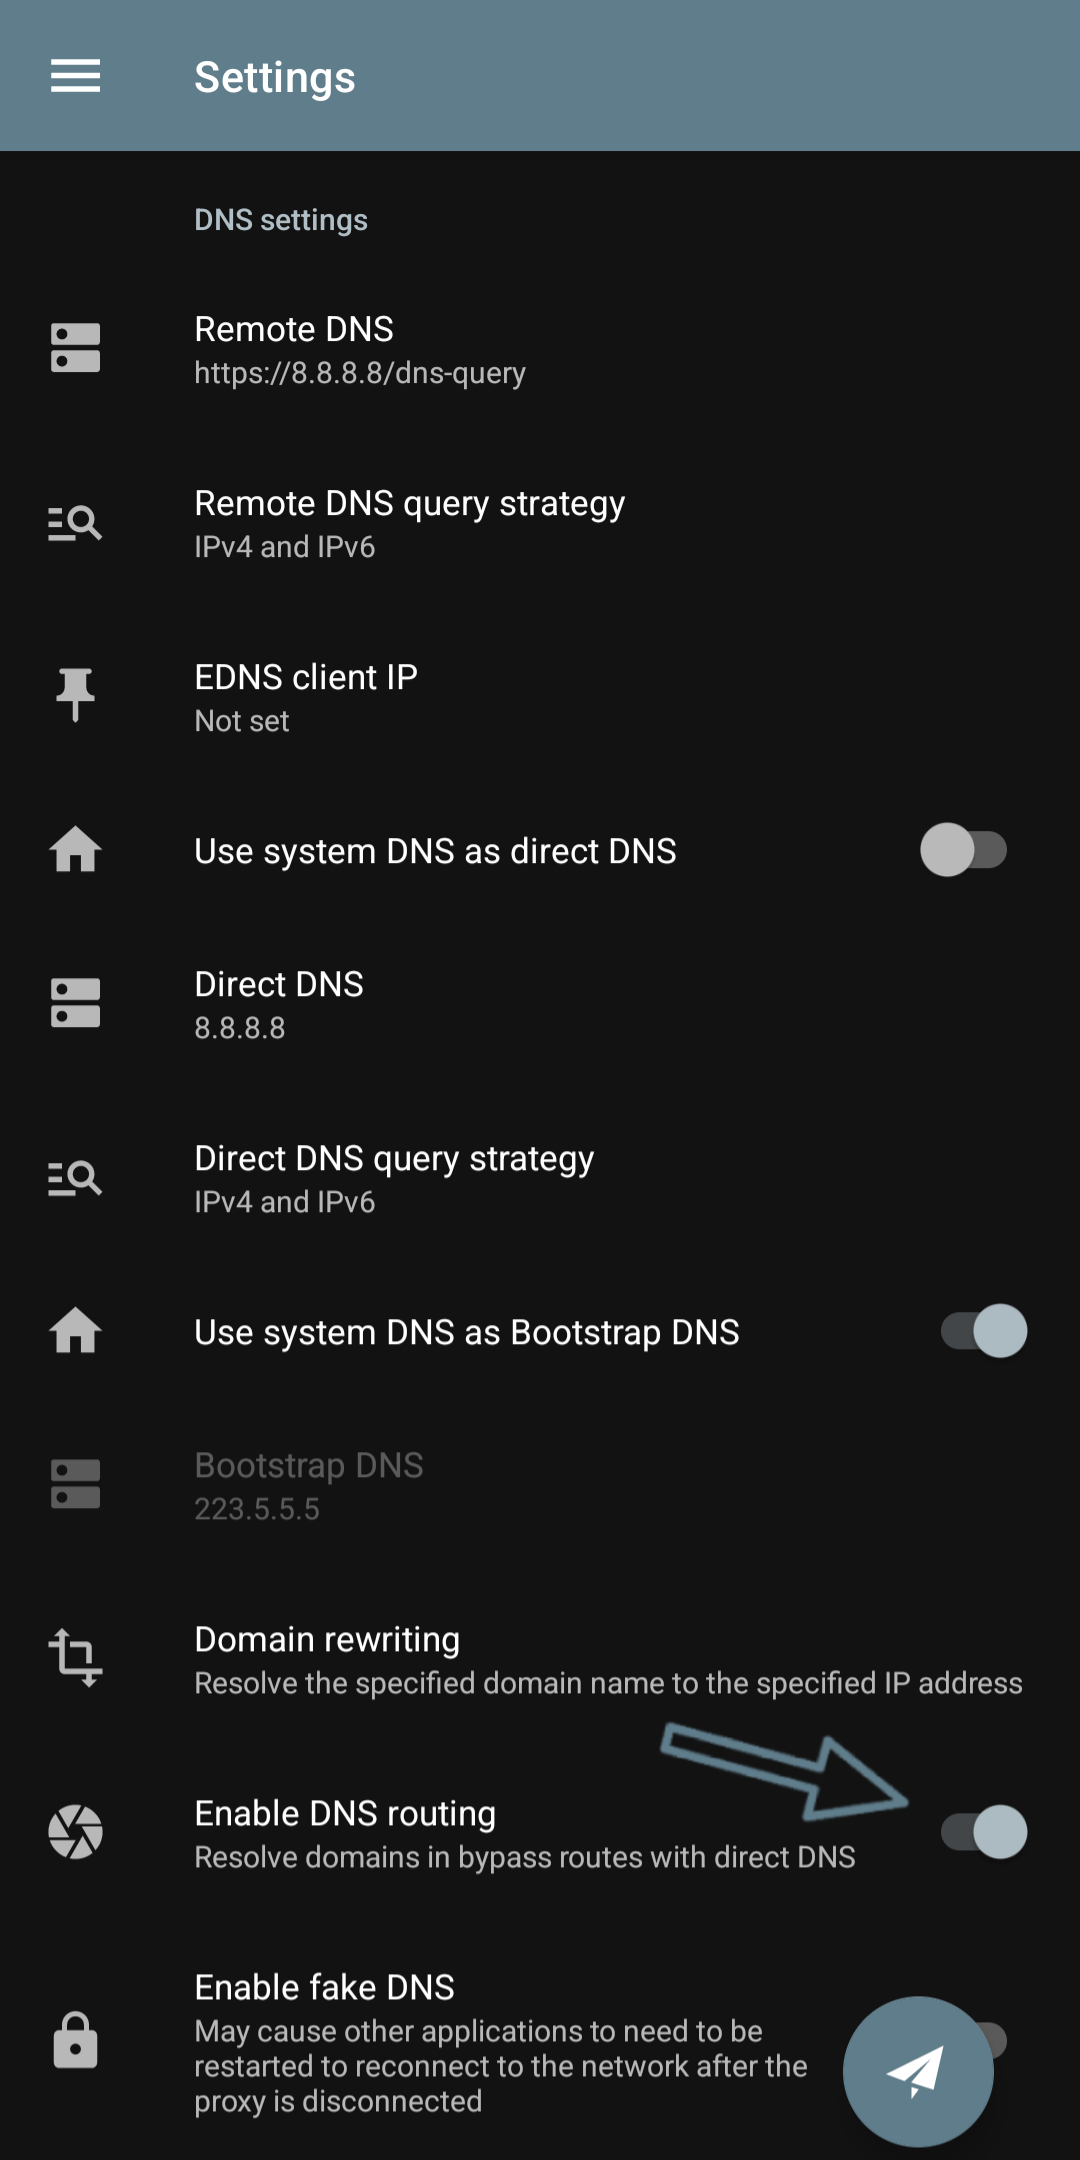 Settings
DNS settings
Remote DNS
https://8.8.8.8/dns-query
Remote DNS query strategy
IPv4 and IPv6
EDNS client IP
Not set
Use system DNS as direct DNS
Direct DNS
8.8.8.8
Direct DNS query strategy
IPv4 and IPv6
Use system DNS as Bootstrap DNS
Bootstrap DNS
223.5.5.5
Domain rewriting
Resolve the specified domain name to the specified IP address
Enable DNS routing
Resolve domains in bypass routes with direct DNS
Enable fake DNS
May cause other applications to need to be
restarted to reconnect to the network after the
proxy is disconnected